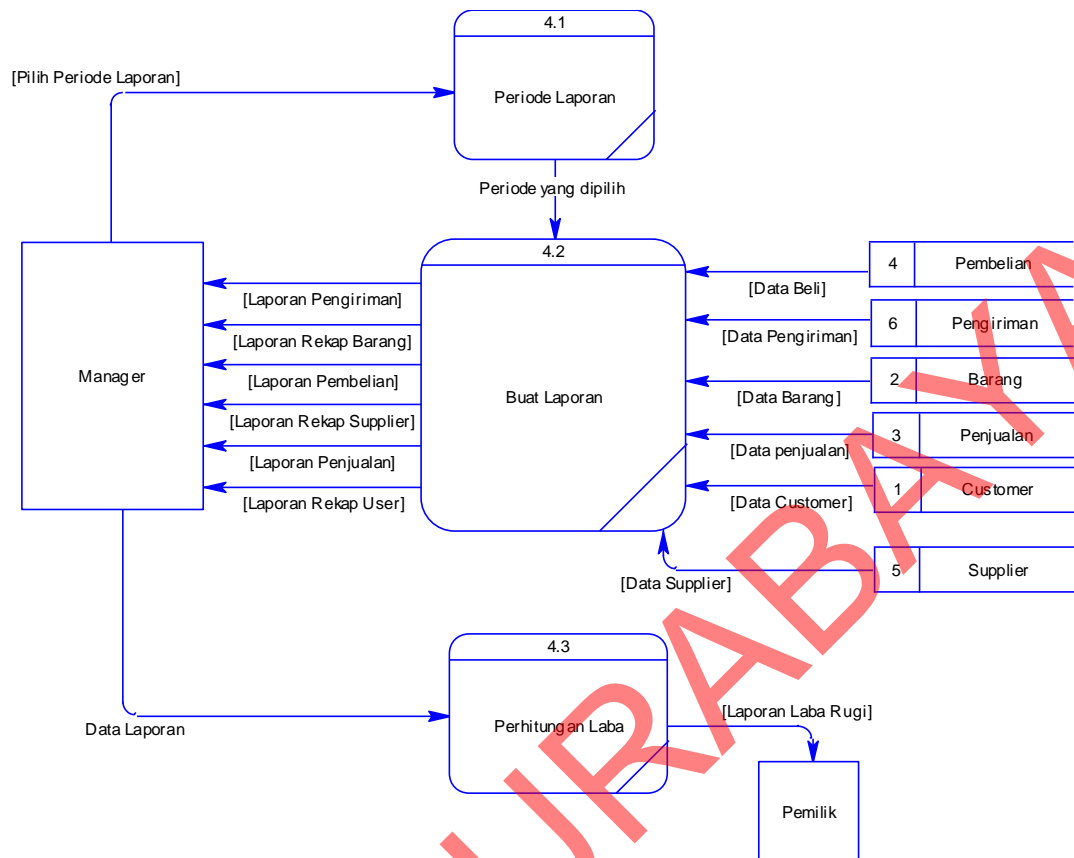 4.1
[Pilih Periode Laporan]
Periode Laporan
Periode yang dipilih
4.2
4 Pembelian
[Data Beli]
[Laporan Pengiriman]
6 Pengiriman
[Data Pengiriman]
[Laporan Rekap Barang]
Manager
[Laporan Pembelian]
Buat Laporan
2 Barang
[Data Barang]
[Laporan Rekap Supplier]
3 Penjualan
[Data penjualan]
[Laporan Penjualan]
1 Customer
[Data Customer]
[Laporan Rekap User]
5 Supplier
[Data Supplier]
4.3
[Laporan Laba Rugi]
Perhitungan Laba
Data Laporan
Pemilik
URABAYA